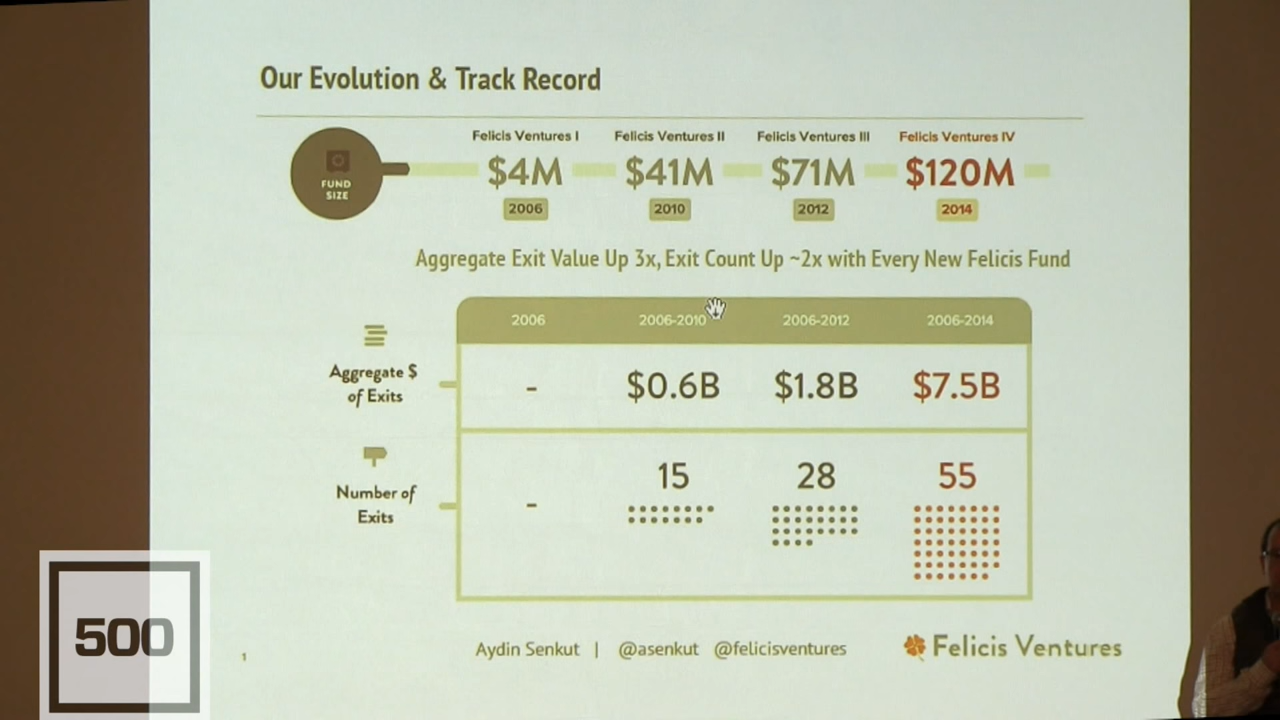 Our Evolution & Track Record
Felicis Ventures I
Felicis Ventures II
Felicis Ventures III
Felicis Ventures IV
FUND
SIZE
$4M
$41M
$71M
$120M
2006
2010
2012
2014
Aggregate Exit Value Up 3x, Exit Count Up ~2x with Every New Felicis Fund
2006
2006-2010
2006-2012
2006-2014
Aggregate $
of Exits
-
$0.6B
$1.8B
$7.5B
Number of
Exits
-
15
28
55
1
Aydin Senkut | @asenkut @felicisventures
Felicis Ventures
500